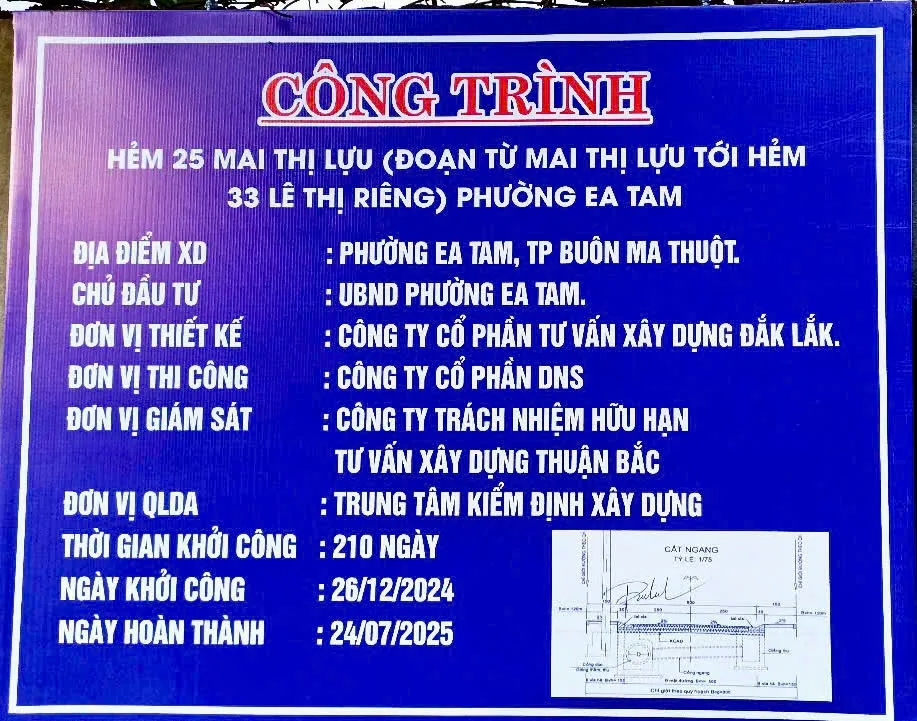 CÔNG TRÌNH
HẺM 25 MAI THỊ LỰU (ĐOẠN TỪ MAI THỊ LỰU TỚI HẺM
33 LÊ THỊ RIÊNG) PHƯỜNG EA TAM
ĐỊA ĐIỂM XD : PHƯỜNG EA TAM, TP BUÔN MA THUỘT.
CHỦ ĐẦU TƯ : UBND PHƯỜNG EA TAM.
ĐƠN VỊ THIẾT KẾ : CÔNG TY CỔ PHẦN TƯ VẤN XÂY DỰNG ĐẮK LẮK.
ĐƠN VỊ THI CÔNG : CÔNG TY CỔ PHẦN DNS
ĐƠN VỊ GIÁM SÁT : CÔNG TY TRÁCH NHIỆM HỮU HẠN
TƯ VẤN XÂY DỰNG THUẬN BẮC
ĐƠN VỊ QLDA : TRUNG TÂM KIỂM ĐỊNH XÂY DỰNG
THỜI GIAN KHỞI CÔNG : 210 NGÀY
NGÀY KHỞI CÔNG : 26/12/2024
NGÀY HOÀN THÀNH : 24/07/2025
CẮT NGANG
TỶ LỆ: 1/75